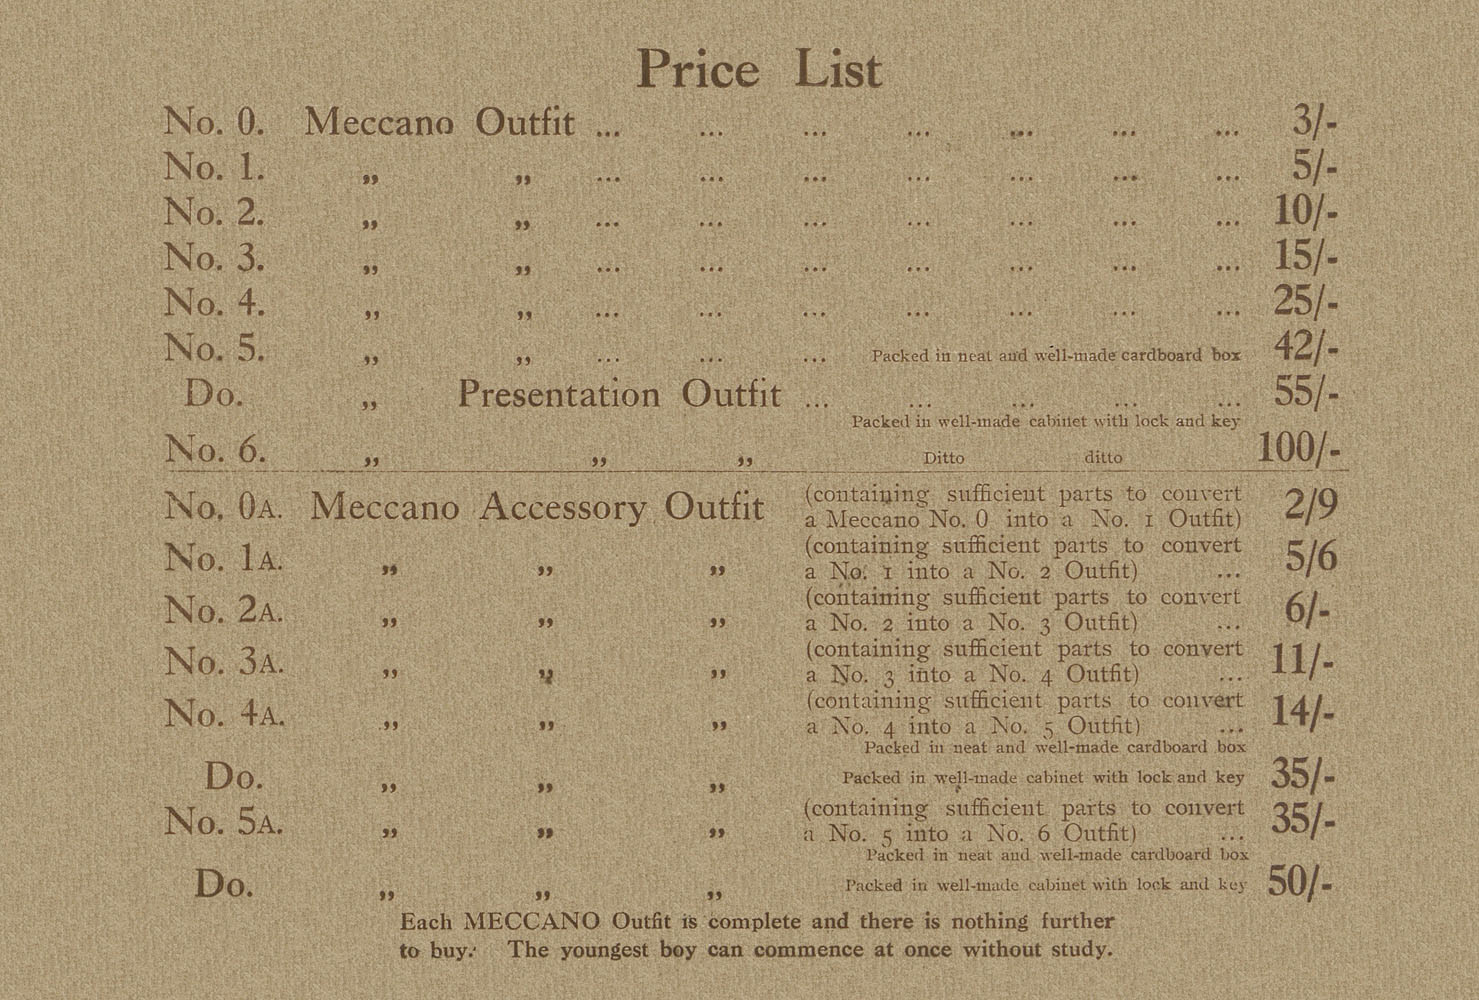 Price List
No. 0. Meccano Outfit ... ... ... ... ... ... ... 3/-
No. 1. „ „ ... ... ... ... ... ... ... 5/-
No. 2. „ „ ... ... ... ... ... ... ... 10/-
No. 3. „ „ ... ... ... ... ... ... ... 15/-
No. 4. „ „ ... ... ... ... ... ... ... 25/-
No. 5. „ „ ... ... ... Packed in neat and well-made cardboard box 42/-
Do. „ Presentation Outfit ... ... ... ... ... 55/-
Packed in well-made cabinet with lock and key
No. 6. „ „ „ Ditto ditto 100/-
No. 0A. Meccano Accessory Outfit (containing sufficient parts to convert
a Meccano No. 0 into a No. 1 Outfit) 2/9
No. 1A. „ „ „ (containing sufficient parts to convert
a No. 1 into a No. 2 Outfit) ... 5/6
No. 2A. „ „ „ (containing sufficient parts to convert
a No. 2 into a No. 3 Outfit) ... 6/-
No. 3A. „ „ „ (containing sufficient parts to convert
a No. 3 into a No. 4 Outfit) ... 11/-
No. 4A. „ „ „ (containing sufficient parts to convert
a No. 4 into a No. 5 Outfit) ... 14/-
Packed in neat and well-made cardboard box
Do. „ „ „ Packed in well-made cabinet with lock and key 35/-
No. 5A. „ „ „ (containing sufficient parts to convert
a No. 5 into a No. 6 Outfit) ... 35/-
Packed in neat and well-made cardboard box
Do. „ „ „ Packed in well-made cabinet with lock and key 50/-
Each MECCANO Outfit is complete and there is nothing further
to buy. The youngest boy can commence at once without study.